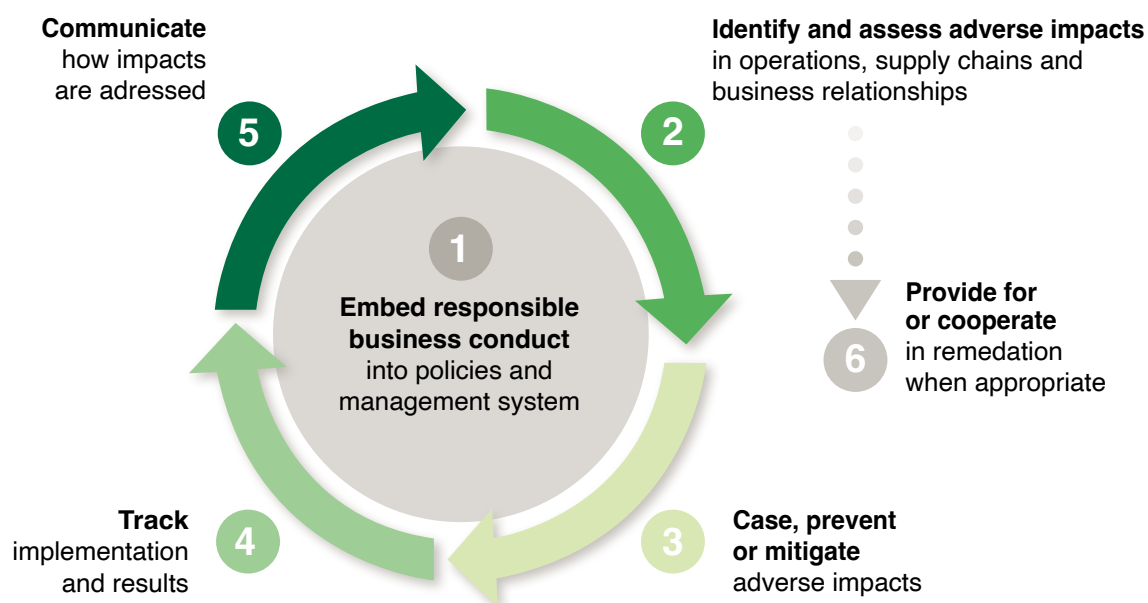 Communicate
how impacts
are adressed
5
Identify and assess adverse impacts
in operations, supply chains and
business relationships
2
1
Embed responsible
business conduct
into policies and
management system
Provide for
or cooperate
in remedation
when appropriate
6
Track
implementation
and results
4
3
Case, prevent
or mitigate
adverse impacts